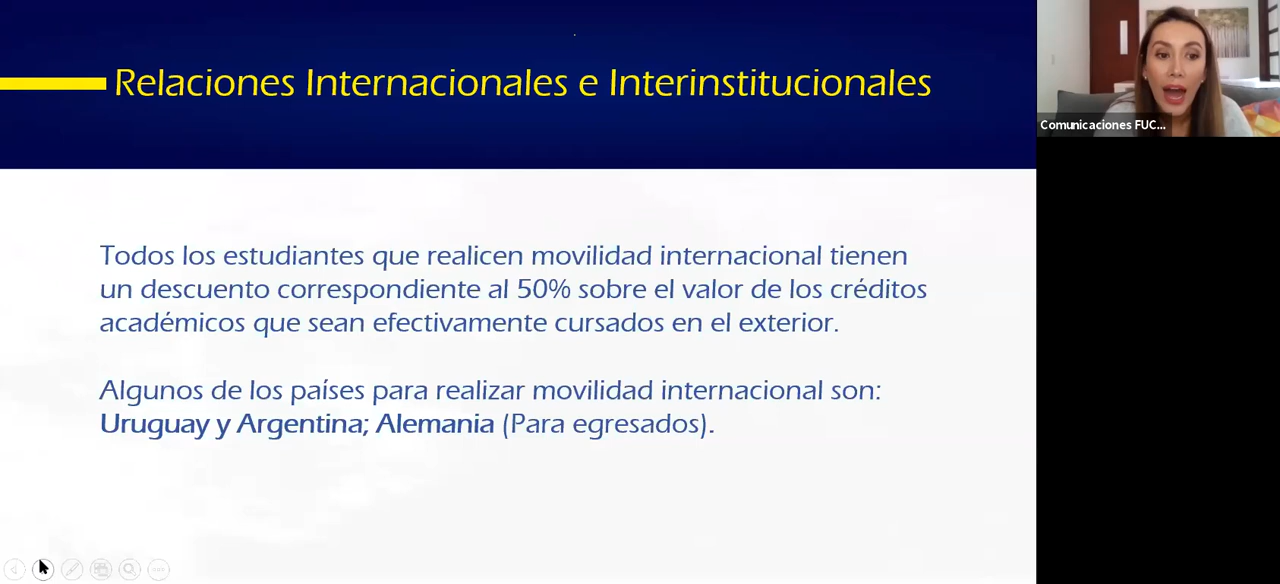 Relaciones Internacionales e Interinstitucionales
Todos los estudiantes que realicen movilidad internacional tienen
un descuento correspondiente al 50% sobre el valor de los créditos
académicos que sean efectivamente cursados en el exterior.
Algunos de los países para realizar movilidad internacional son:
Uruguay y Argentina; Alemania (Para egresados).
Comunicaciones FUC...